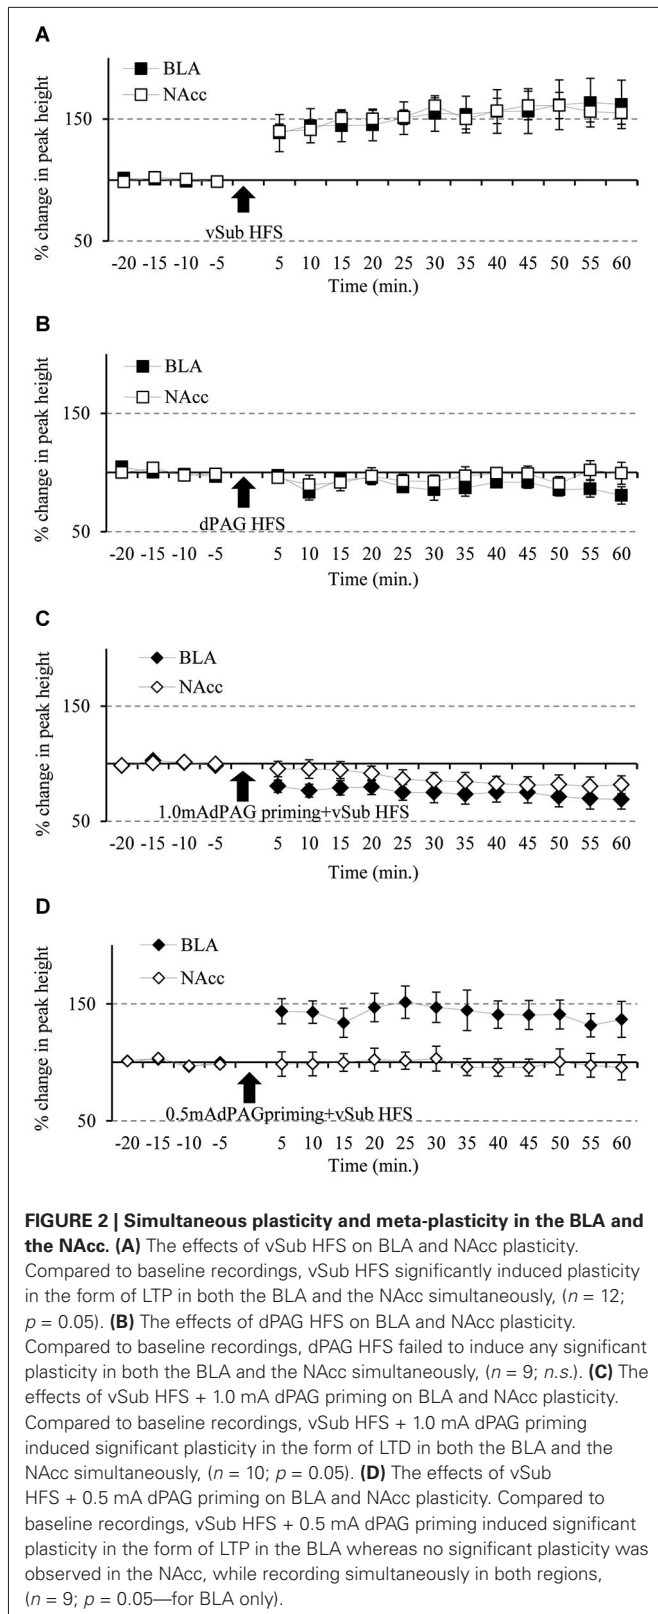 A
BLA
NAcc
% change in peak height
150
50
vSub HFS
-20 -15 -10 -5 5 10 15 20 25 30 35 40 45 50 55 60
Time (min.)
B
BLA
NAcc
% change in peak height
150
50
dPAG HFS
-20 -15 -10 -5 5 10 15 20 25 30 35 40 45 50 55 60
Time (min.)
C
BLA
NAcc
% change in peak height
150
50
1.0mAdPAG priming+vSub HFS
-20 -15 -10 -5 5 10 15 20 25 30 35 40 45 50 55 60
Time (min.)
D
BLA
NAcc
% change in peak height
150
50
0.5mAdPAGpriming+vSub HFS
-20 -15 -10 -5 5 10 15 20 25 30 35 40 45 50 55 60
Time (min.)
FIGURE 2 | Simultaneous plasticity and meta-plasticity in the BLA and
the NAcc. (A) The effects of vSub HFS on BLA and NAcc plasticity.
Compared to baseline recordings, vSub HFS significantly induced plasticity
in the form of LTP in both the BLA and the NAcc simultaneously, (n = 12;
p = 0.05). (B) The effects of dPAG HFS on BLA and NAcc plasticity.
Compared to baseline recordings, dPAG HFS failed to induce any significant
plasticity in both the BLA and the NAcc simultaneously, (n = 9; n.s.). (C) The
effects of vSub HFS + 1.0 mA dPAG priming on BLA and NAcc plasticity.
Compared to baseline recordings, vSub HFS + 1.0 mA dPAG priming
induced significant plasticity in the form of LTD in both the BLA and the
NAcc simultaneously, (n = 10; p = 0.05). (D) The effects of vSub
HFS + 0.5 mA dPAG priming on BLA and NAcc plasticity. Compared to
baseline recordings, vSub HFS + 0.5 mA dPAG priming induced significant
plasticity in the form of LTP in the BLA whereas no significant plasticity was
observed in the NAcc, while recording simultaneously in both regions,
(n = 9; p = 0.05—for BLA only).